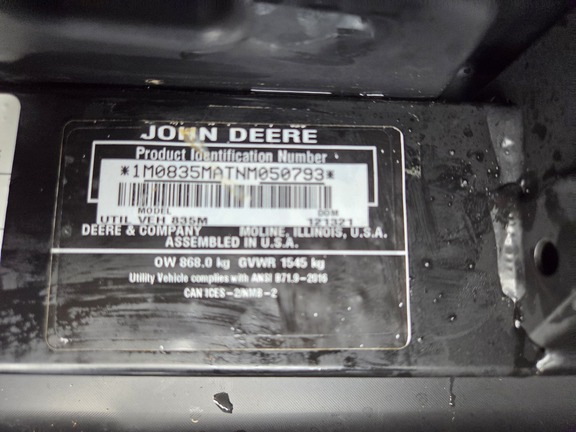 JOHN DEERE
Product Identification Number
*1M0835MATNM050793*
MODEL DOM
UTIL VEH 835M 121321
DEERE & COMPANY MOLINE, ILLINOIS, U.S.A.
ASSEMBLED IN U.S.A.
OW 868.0 kg GVWR 1545 kg
Utility Vehicle complies with ANSI B71.9-2016
CAN ICES-2/NMB-2